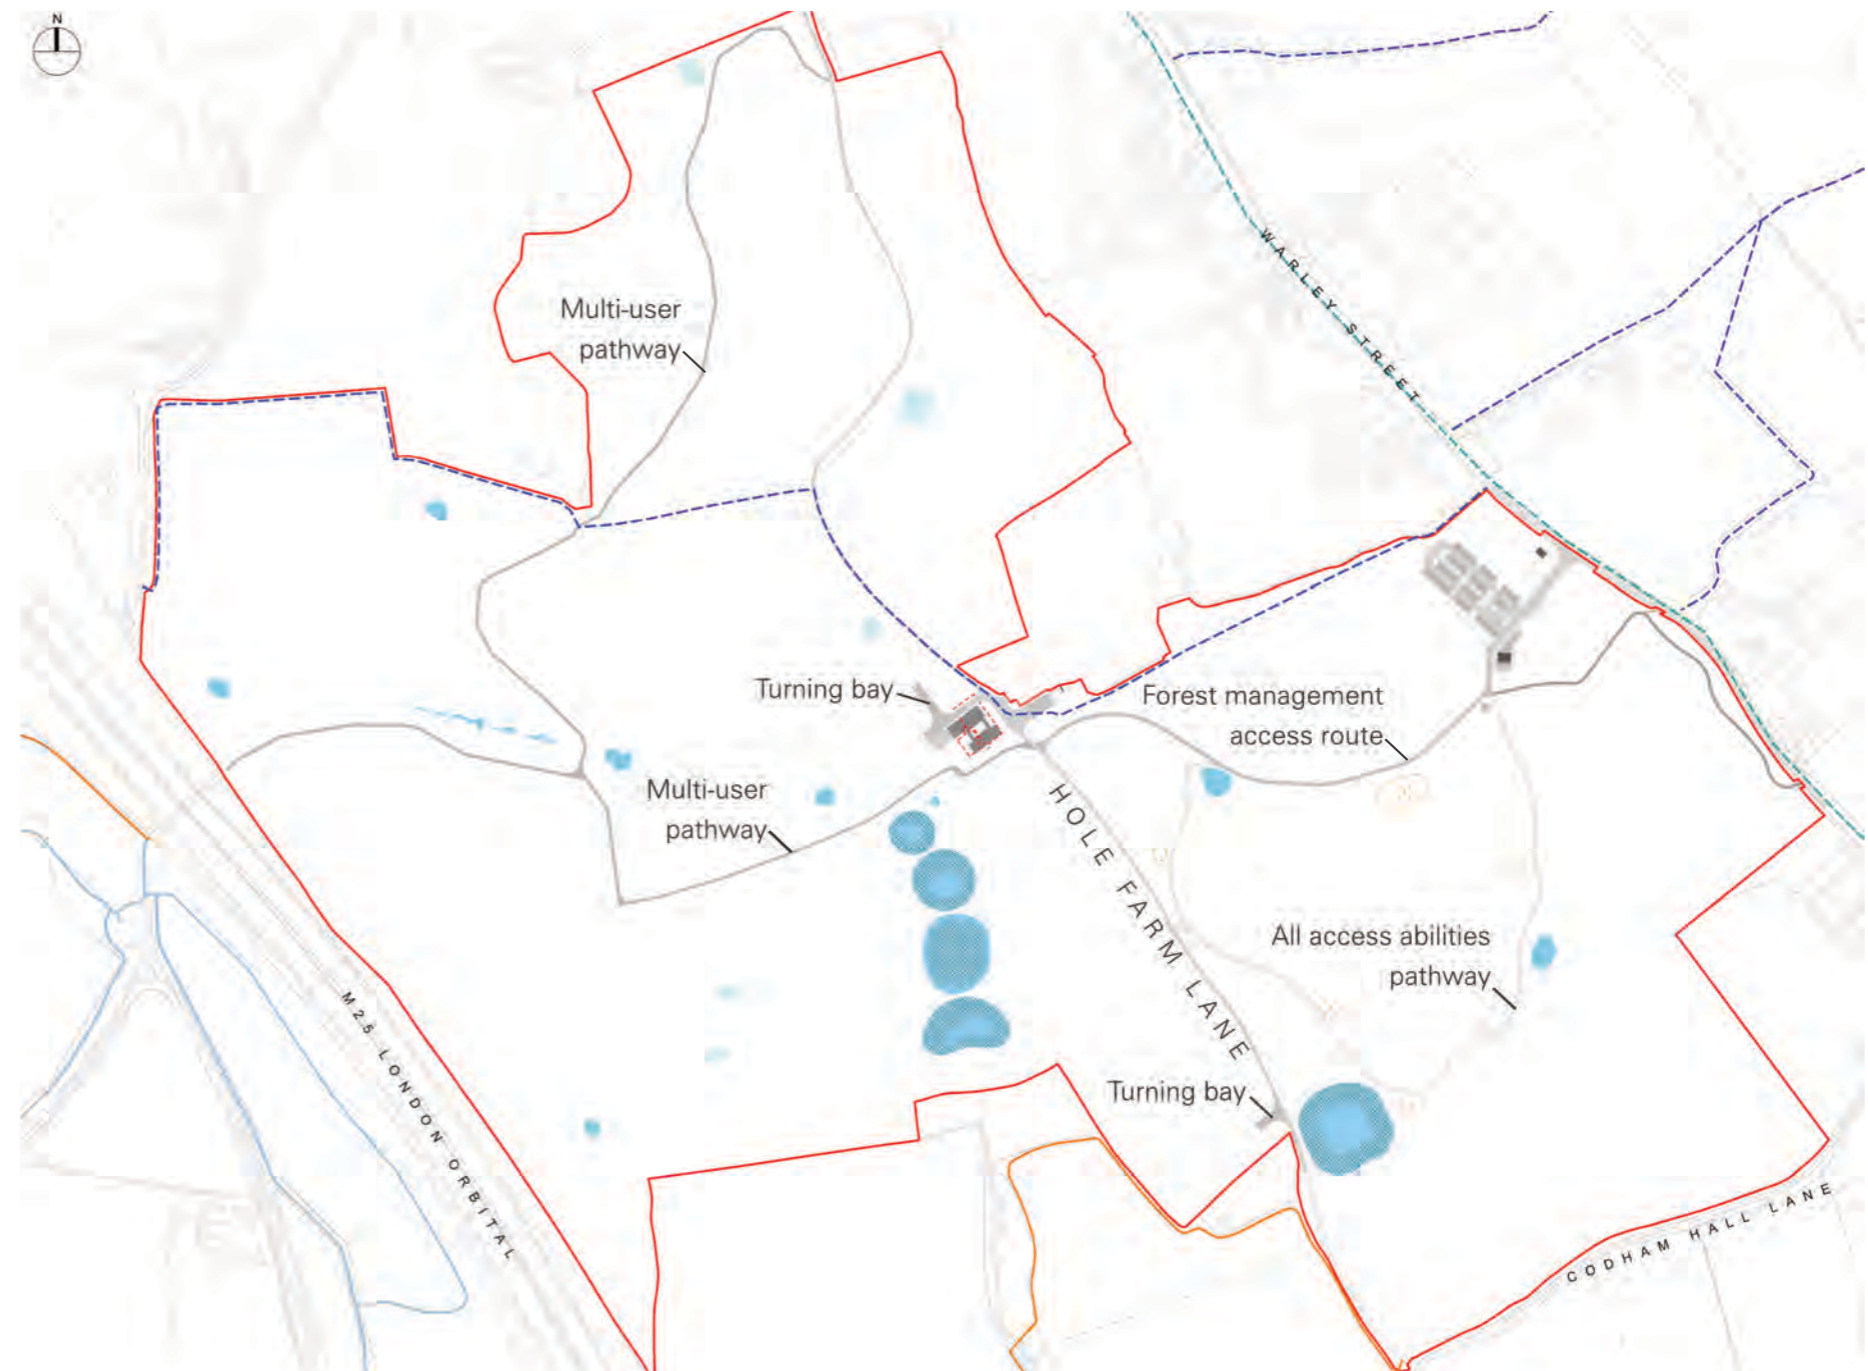 N
WARLEY STREET
Multi-user
pathway
Turning bay
Forest management
access route
Multi-user
pathway
HOLE FARM LANE
All access abilities
pathway
M25 LONDON ORBITAL
Turning bay
CODHAM HALL LANE